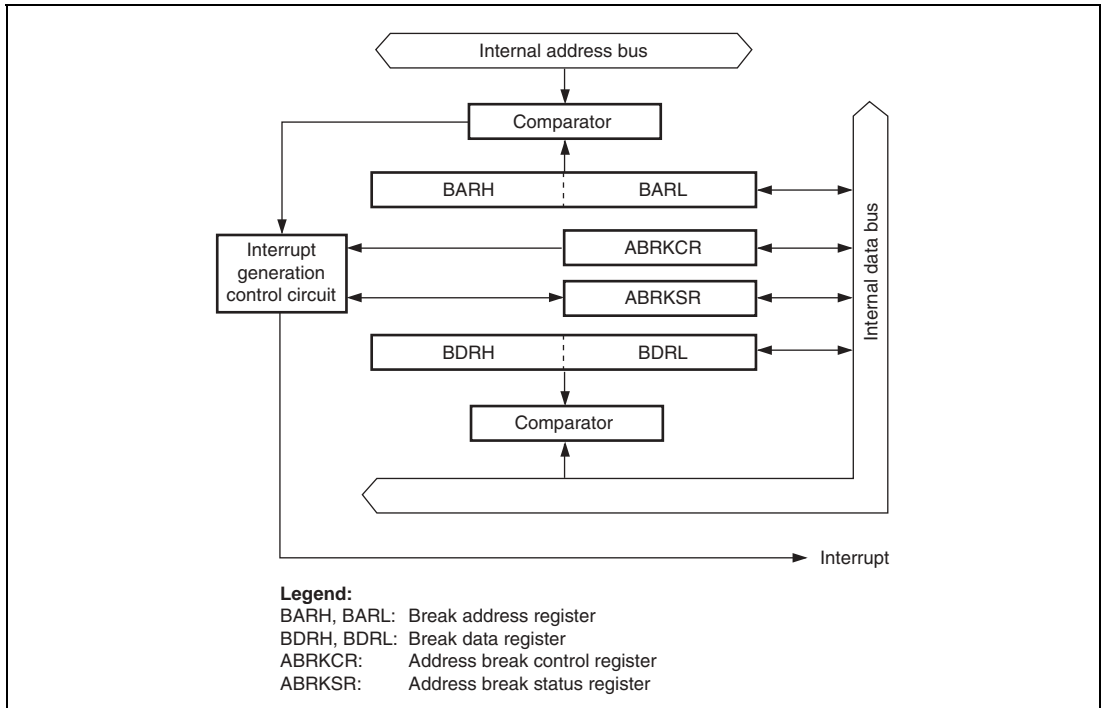 Internal address bus
Comparator
BARH BARL
ABRKCR
Interrupt
generation
control circuit
ABRKSR
Internal data bus
BDRH BDRL
Comparator
Interrupt
Legend:
BARH, BARL: Break address register
BDRH, BDRL: Break data register
ABRKCR: Address break control register
ABRKSR: Address break status register